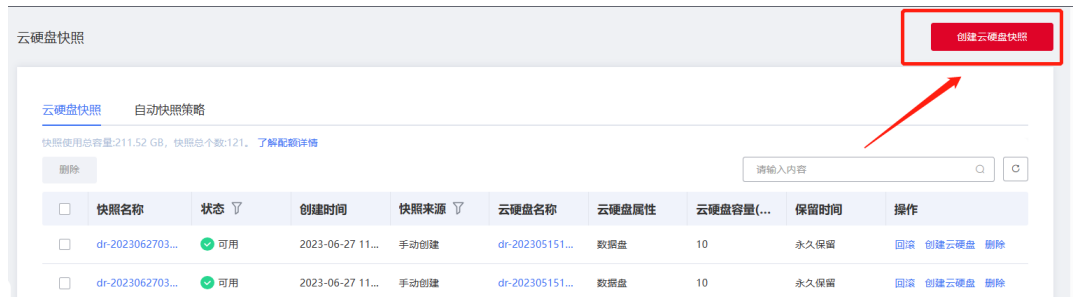 云硬盘快照 创建云硬盘快照
云硬盘快照 自动快照策略
快照使用总容量:211.52 GB，快照总个数:121。 了解配额详情
删除 请输入内容
快照名称 状态 创建时间 快照来源 云硬盘名称 云硬盘属性 云硬盘容量(... 保留时间 操作
dr-2023062703... 可用 2023-06-27 11... 手动创建 dr-202305151... 数据盘 10 永久保留 回滚 创建云硬盘 删除
dr-2023062703... 可用 2023-06-27 11... 手动创建 dr-202305151... 数据盘 10 永久保留 回滚 创建云硬盘 删除